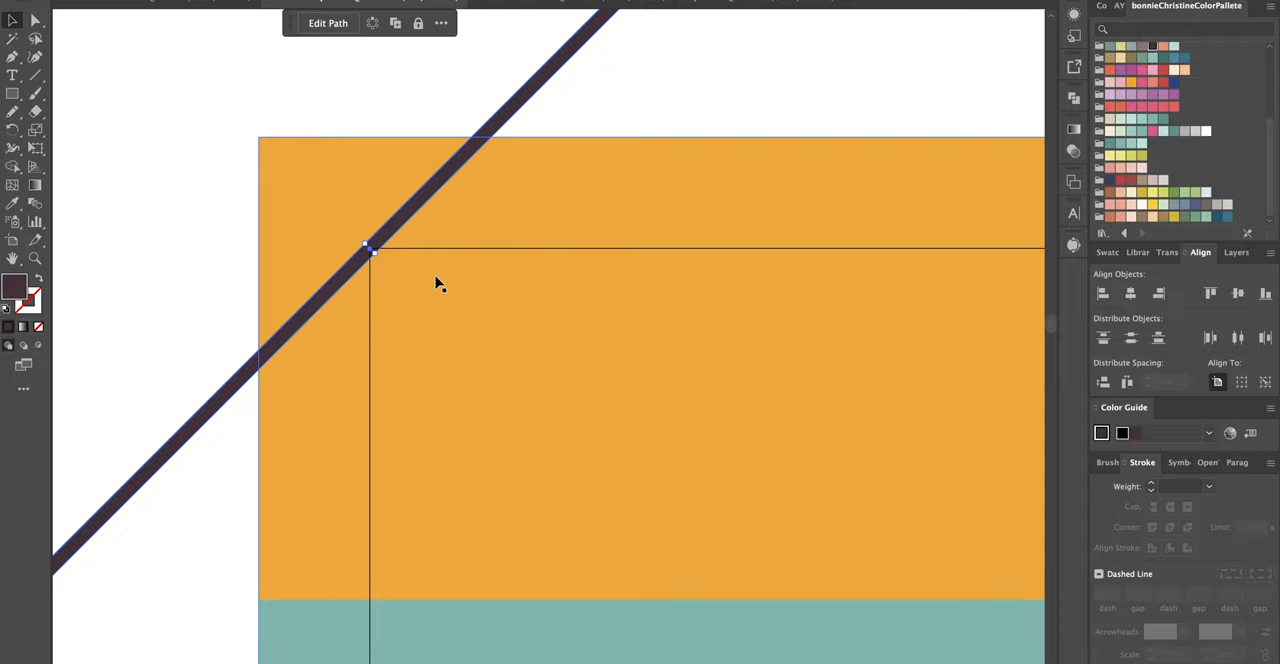 Co AY bonnieChristineColorPallete
Edit Path
Swatc Librar Trans Align Layers
Align Objects:
Distribute Objects:
Distribute Spacing: Align To:
Color Guide
Brush Stroke Symb Open Parag
Weight:
Cap:
Corner: Limit:
Align Stroke:
Dashed Line
dash gap dash gap dash gap
Arrowheads:
Scale: